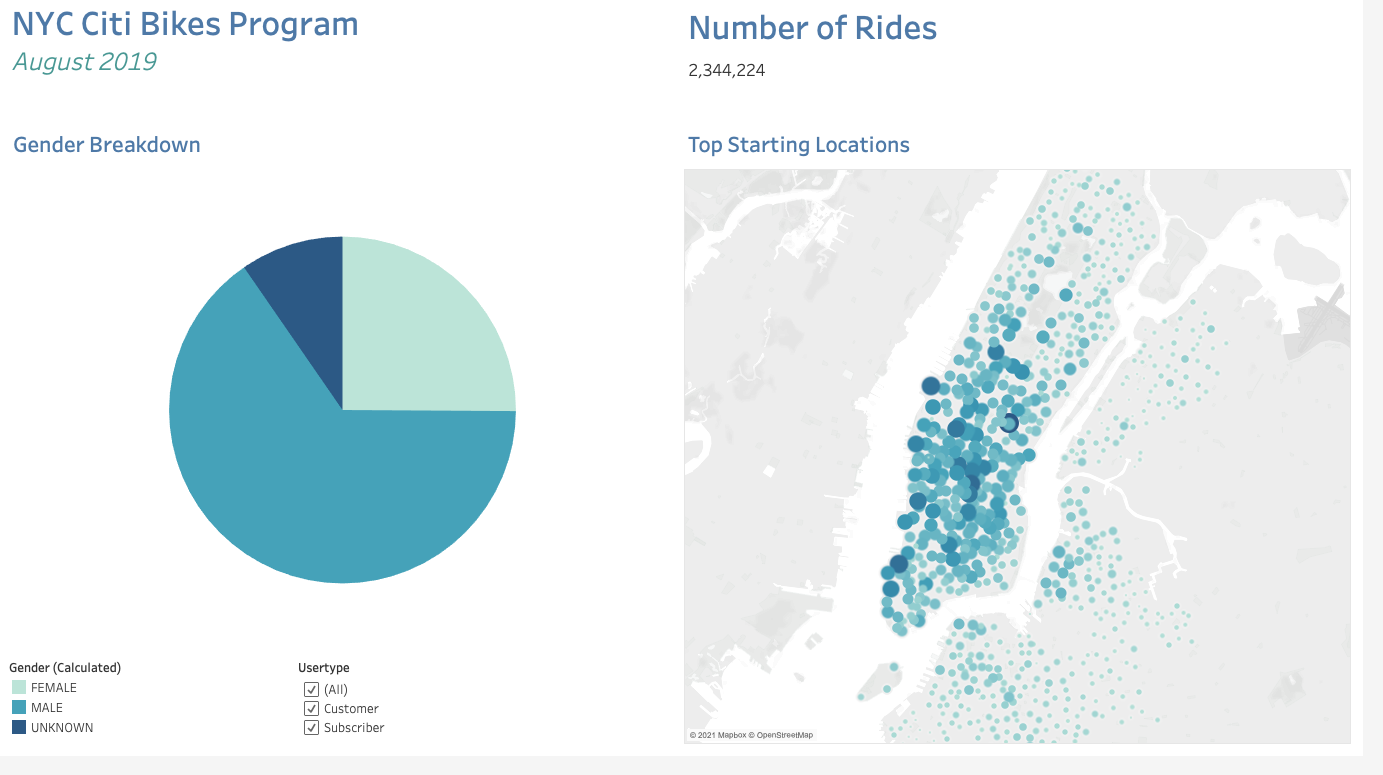 NYC Citi Bikes Program
August 2019
Number of Rides
2,344,224
Gender Breakdown
Top Starting Locations
Gender (Calculated)
FEMALE
MALE
UNKNOWN
Usertype
(All)
Customer
Subscriber
© 2021 Mapbox © OpenStreetMap